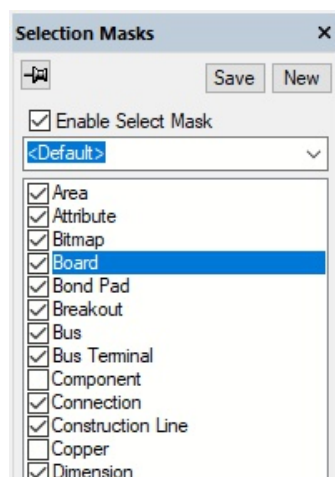 Selection Masks
Save New
Enable Select Mask
<Default>
Area
Attribute
Bitmap
Board
Bond Pad
Breakout
Bus
Bus Terminal
Component
Connection
Construction Line
Copper
Dimension